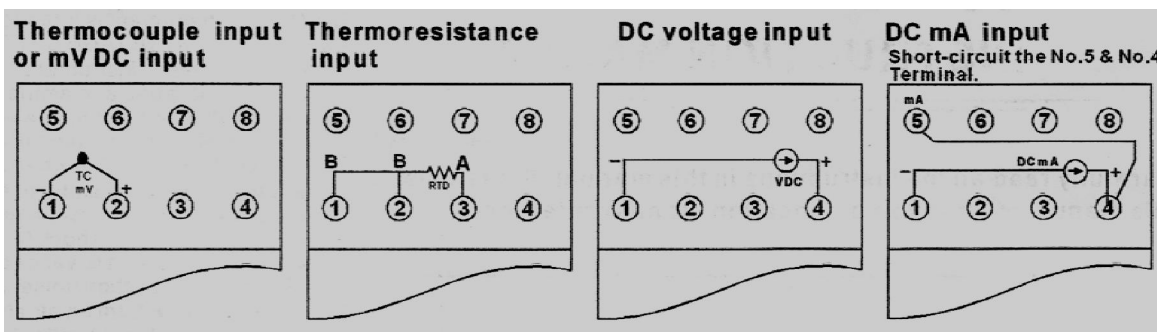 Thermocouple input
or mV DC input
5 6 7 8
TC
mV
- +
1 2 3 4
Thermoresistance
input
5 6 7 8
B B A
RTD
1 2 3 4
DC voltage input
5 6 7 8
- +
VDC
1 2 3 4
DC mA input
Short-circuit the No.5 & No.4
Terminal.
mA
5 6 7 8
DC mA
- +
1 2 3 4